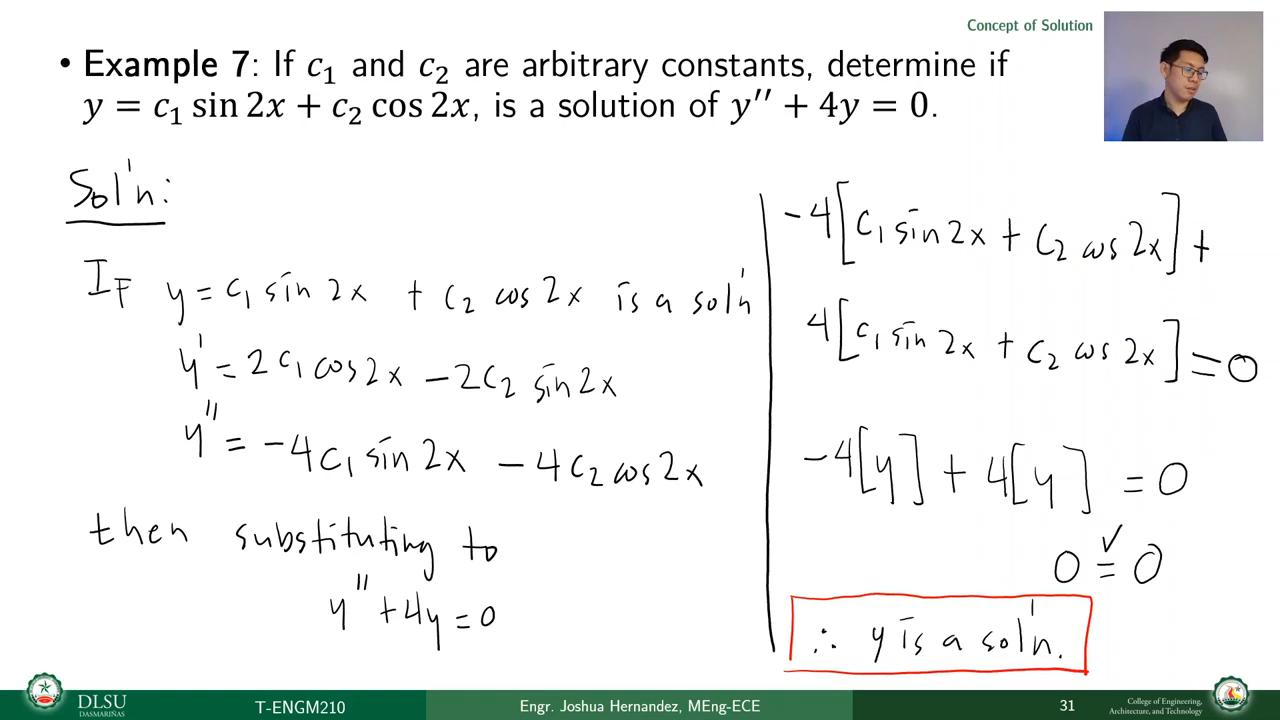 Concept of Solution
• Example 7: If c₁ and c₂ are arbitrary constants, determine if
y = c₁ sin 2x + c₂ cos 2x, is a solution of y″ + 4y = 0.
Sol'n:
If y = c₁ sin 2x + c₂ cos 2x is a sol'n
y' = 2c₁ cos 2x − 2c₂ sin 2x
y" = −4c₁ sin 2x − 4c₂ cos 2x
then substituting to
y" + 4y = 0
−4[c₁ sin 2x + c₂ cos 2x] +
4[c₁ sin 2x + c₂ cos 2x] = 0
−4[y] + 4[y] = 0
0 = 0 ✓
∴ y is a sol'n.
DLSU
DASMARIÑAS
T-ENGM210
Engr. Joshua Hernandez, MEng-ECE
31
College of Engineering,
Architecture, and Technology